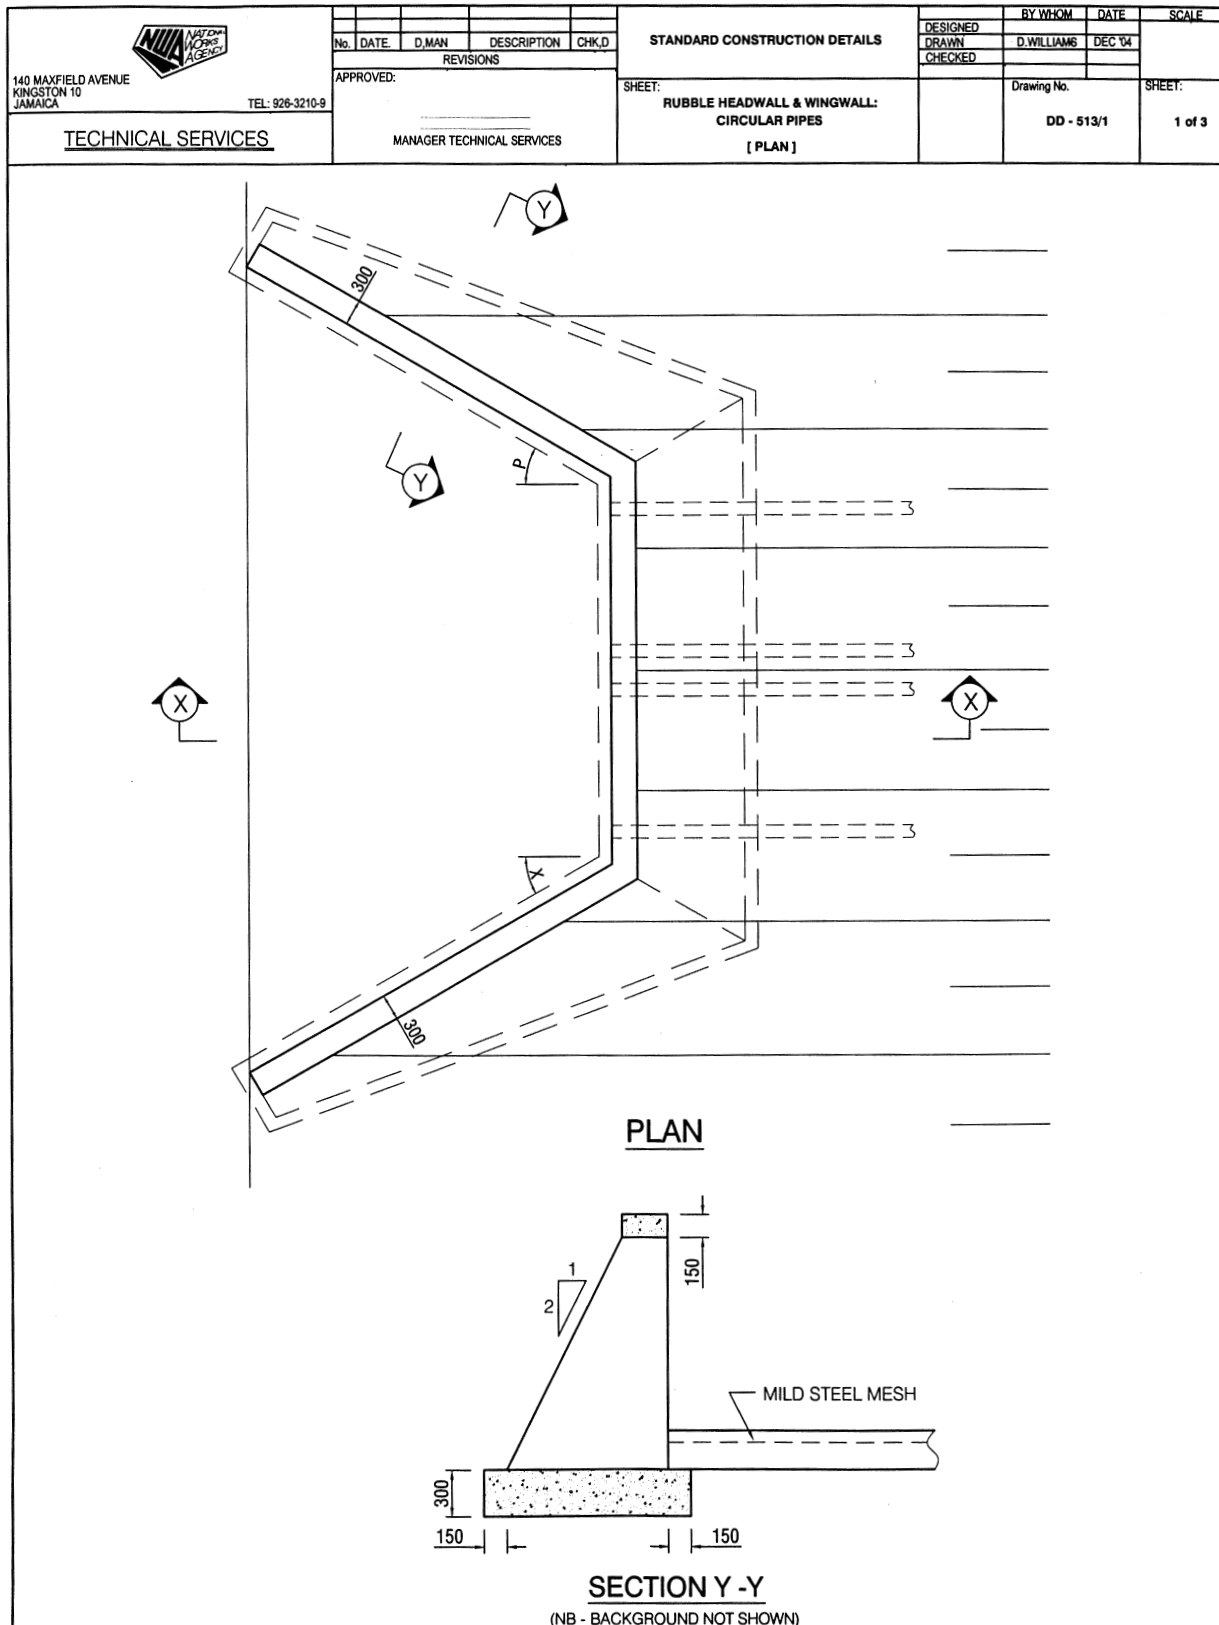 NWA NATIONAL WORKS AGENCY
140 MAXFIELD AVENUE
KINGSTON 10
JAMAICA
TEL: 926-3210-9
TECHNICAL SERVICES
No. DATE. D,MAN DESCRIPTION CHK,D
REVISIONS
APPROVED:
MANAGER TECHNICAL SERVICES
STANDARD CONSTRUCTION DETAILS
SHEET:
RUBBLE HEADWALL & WINGWALL:
CIRCULAR PIPES
[ PLAN ]
BY WHOM DATE SCALE
DESIGNED
DRAWN D.WILLIAMS DEC '04
CHECKED
Drawing No.
DD - 513/1
SHEET:
1 of 3
Y
300
P
Y
X
X
X
300
PLAN
1
2
150
MILD STEEL MESH
300
150
150
SECTION Y -Y
(NB - BACKGROUND NOT SHOWN)